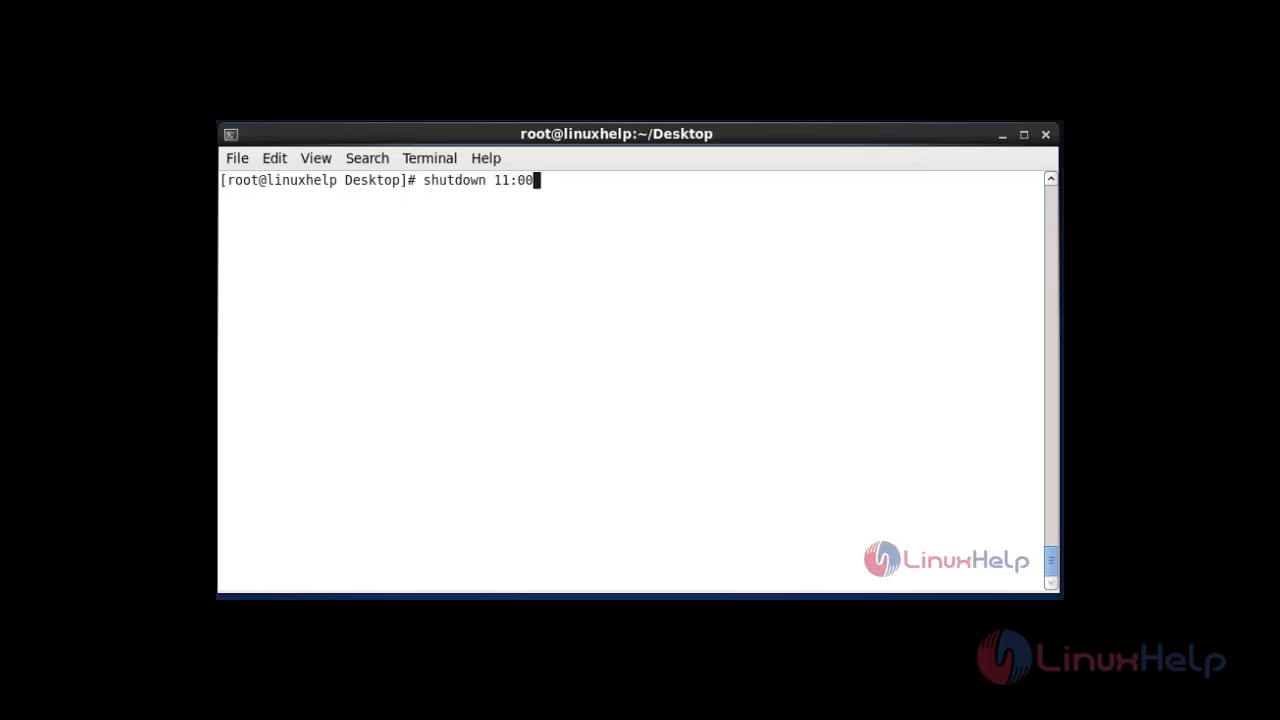 root@linuxhelp:~/Desktop
File Edit View Search Terminal Help
[root@linuxhelp Desktop]# shutdown 11:00
LinuxHelp
LinuxHelp